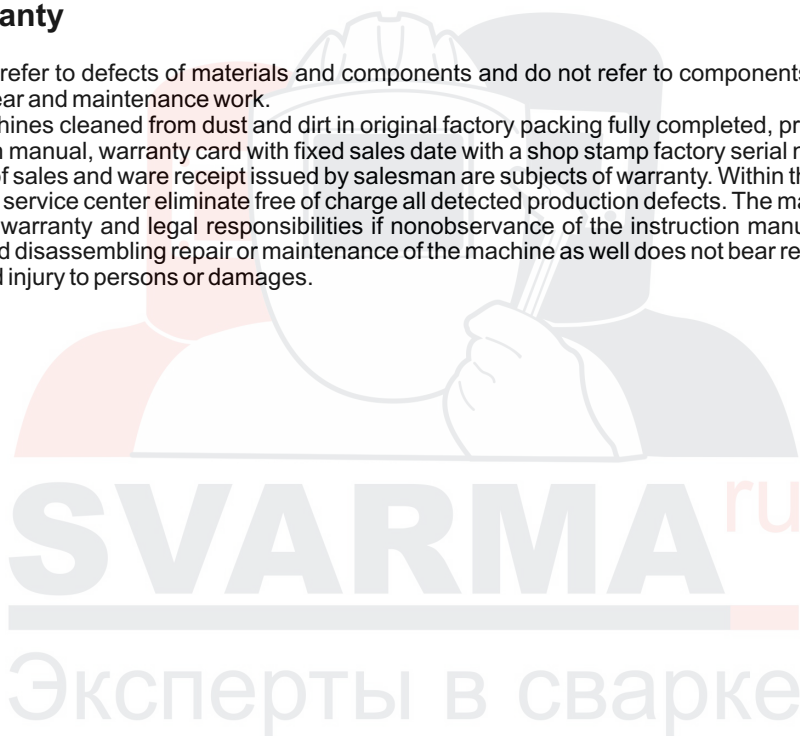 anty
refer to defects of materials and components and do not refer to components
ear and maintenance work.
hines cleaned from dust and dirt in original factory packing fully completed, pr
n manual, warranty card with fixed sales date with a shop stamp factory serial n
of sales and ware receipt issued by salesman are subjects of warranty. Within th
service center eliminate free of charge all detected production defects. The ma
warranty and legal responsibilities if nonobservance of the instruction manu
d disassembling repair or maintenance of the machine as well does not bear re
d injury to persons or damages.
SVARMA ru
Эксперты в сварке